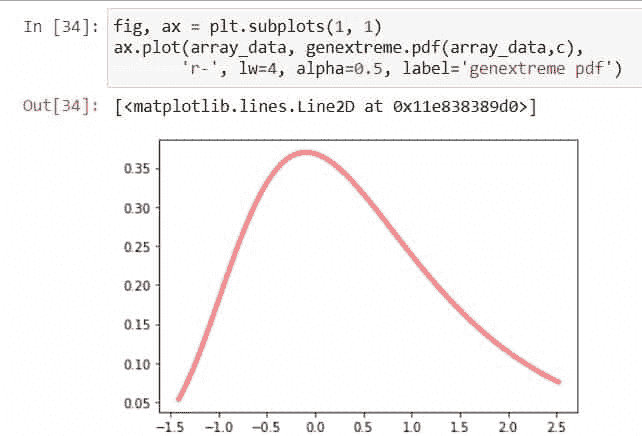 In [34]: fig, ax = plt.subplots(1, 1)
ax.plot(array_data, genextreme.pdf(array_data,c),
'r-', lw=4, alpha=0.5, label='genextreme pdf')
Out[34]: [<matplotlib.lines.Line2D at 0x11e838389d0>]
0.35
0.30
0.25
0.20
0.15
0.10
0.05
−1.5 −1.0 −0.5 0.0 0.5 1.0 1.5 2.0 2.5